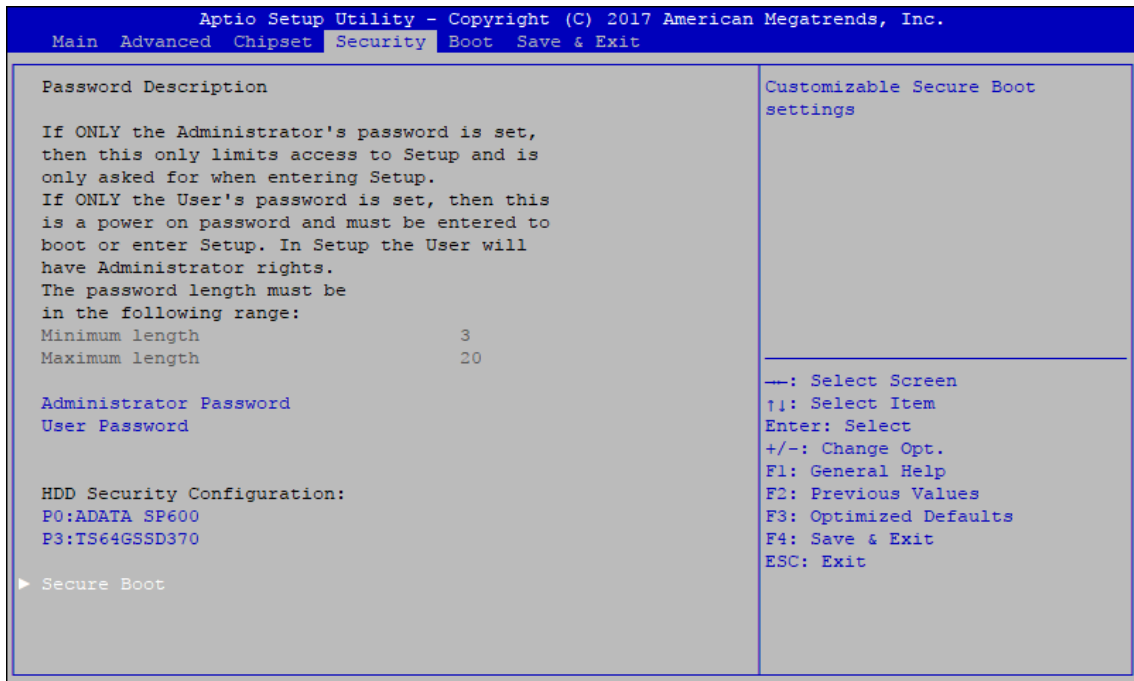 Aptio Setup Utility – Copyright (C) 2017 American Megatrends, Inc.
Main Advanced Chipset Security Boot Save & Exit
Password Description
If ONLY the Administrator's password is set,
then this only limits access to Setup and is
only asked for when entering Setup.
If ONLY the User's password is set, then this
is a power on password and must be entered to
boot or enter Setup. In Setup the User will
have Administrator rights.
The password length must be
in the following range:
Minimum length 3
Maximum length 20
Administrator Password
User Password
HDD Security Configuration:
P0:ADATA SP600
P3:TS64GSSD370
► Secure Boot
Customizable Secure Boot
settings
→←: Select Screen
↑↓: Select Item
Enter: Select
+/-: Change Opt.
F1: General Help
F2: Previous Values
F3: Optimized Defaults
F4: Save & Exit
ESC: Exit